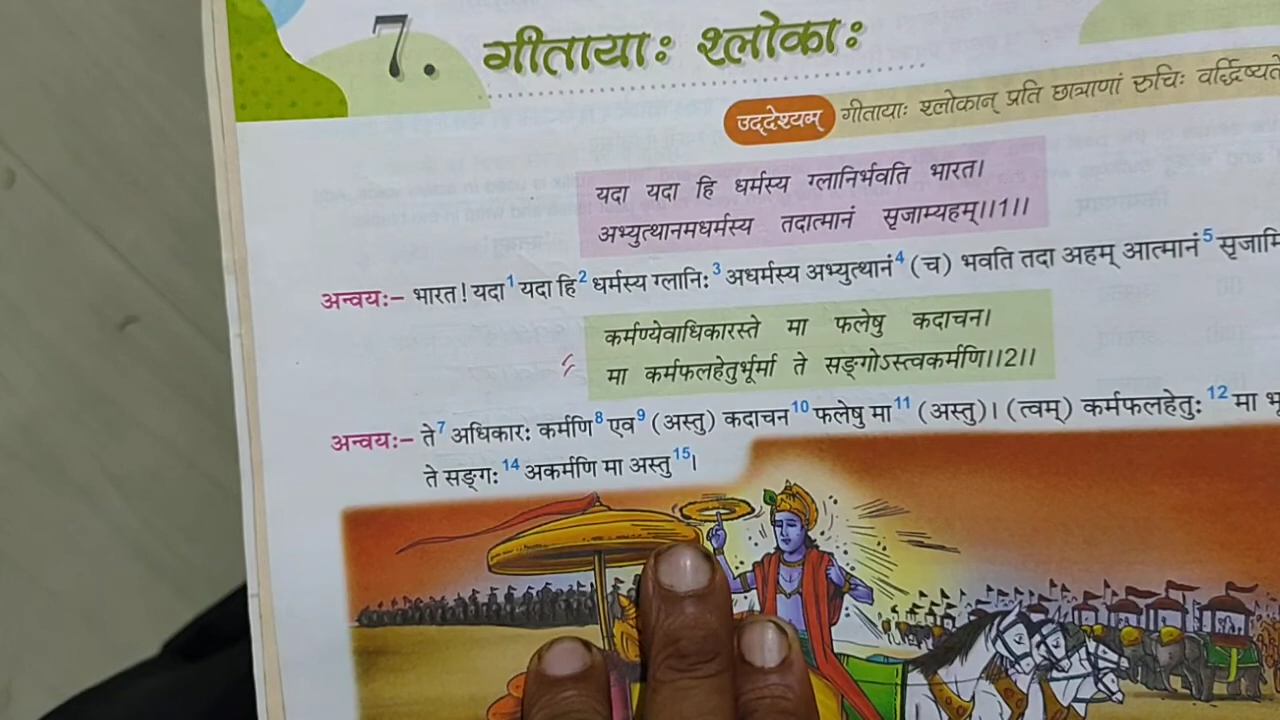 7. गीतायाः श्लोकाः
उद्देश्यम् गीतायाः श्लोकान् प्रति छात्राणां रुचिः वर्द्धिष्यते
यदा यदा हि धर्मस्य ग्लानिर्भवति भारत।
अभ्युत्थानमधर्मस्य तदात्मानं सृजाम्यहम्।।1।।
अन्वयः– भारत! यदा1 यदा हि2 धर्मस्य ग्लानिः3 अधर्मस्य अभ्युत्थानं4 (च) भवति तदा अहम् आत्मानं5
कर्मण्येवाधिकारस्ते मा फलेषु कदाचन।
मा कर्मफलहेतुर्भूर्मा ते सङ्गोऽस्त्वकर्मणि।।2।।
अन्वयः– ते7 अधिकारः कर्मणि8 एव9 (अस्तु) कदाचन10 फलेषु मा11 (अस्तु)। (त्वम्) कर्मफलहेतुः12 मा
ते सङ्गः14 अकर्मणि मा अस्तु15।